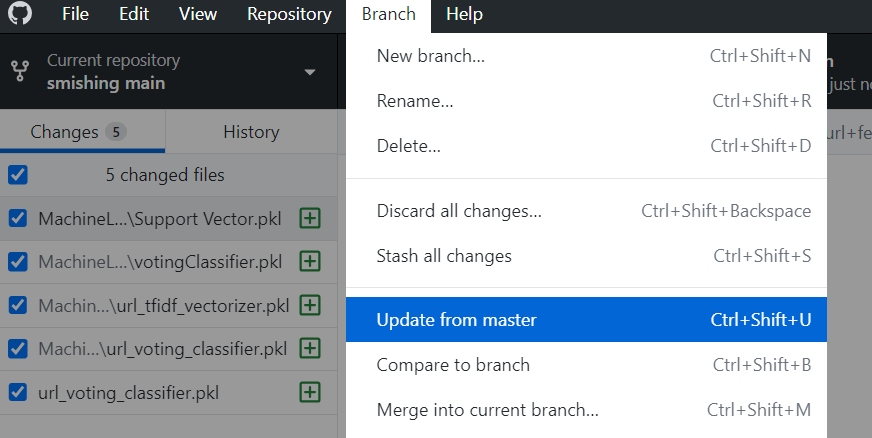 File Edit View Repository Branch Help
Current repository
smishing main
Changes 5 History
5 changed files
MachineL...\Support Vector.pkl
MachineL...\votingClassifier.pkl
Machin...\url_tfidf_vectorizer.pkl
Machi...\url_voting_classifier.pkl
url_voting_classifier.pkl
New branch... Ctrl+Shift+N
Rename... Ctrl+Shift+R
Delete... Ctrl+Shift+D
Discard all changes... Ctrl+Shift+Backspace
Stash all changes Ctrl+Shift+S
Update from master Ctrl+Shift+U
Compare to branch Ctrl+Shift+B
Merge into current branch... Ctrl+Shift+M
just